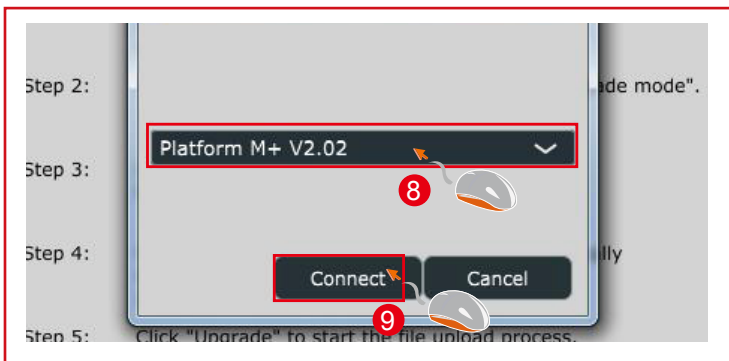 Step 2:
ade mode".
Platform M+ V2.02
Step 3:
8
Step 4:
lly
Connect
Cancel
9
Step 5: Click "Upgrade" to start the file upload process.